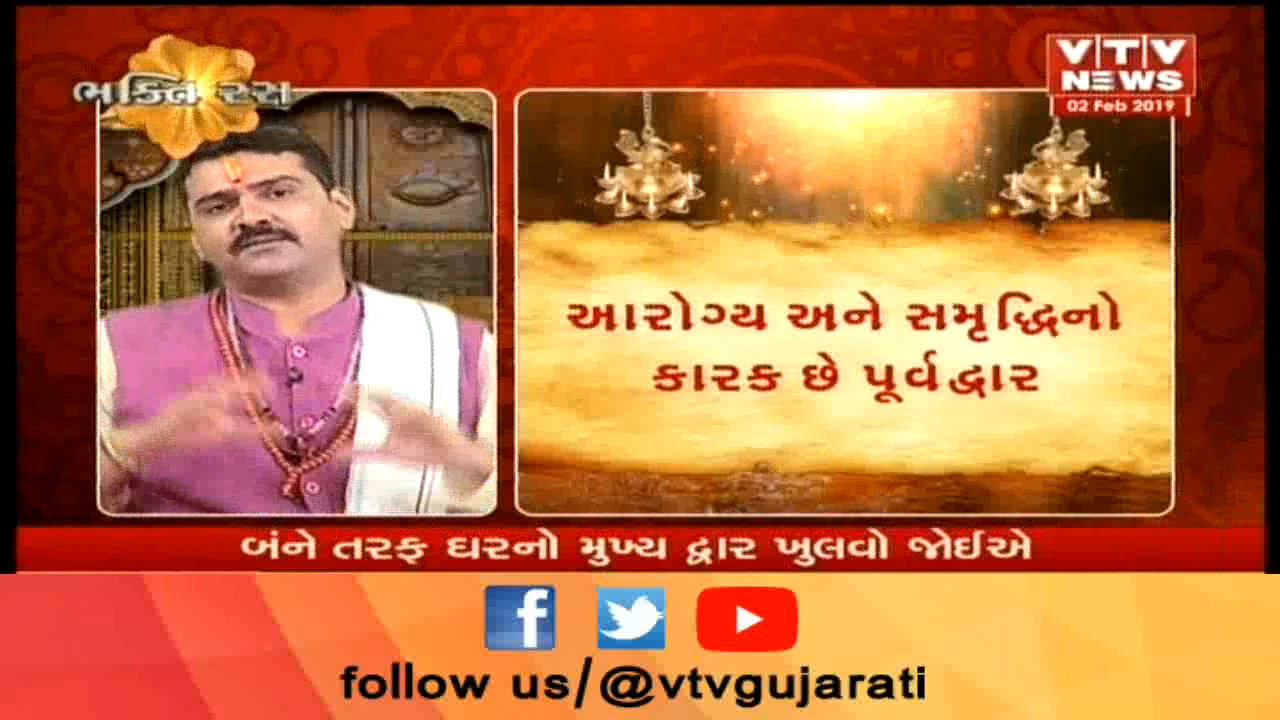 ભક્તિ રસ
VTV
NEWS
02 Feb 2019
આરોગ્ય અને સમૃદ્ધિનો
કારક છે પૂર્વદ્વાર
બંને તરફ ઘરનો મુખ્ય દ્વાર ખુલવો જોઈએ
follow us/@vtvgujarati